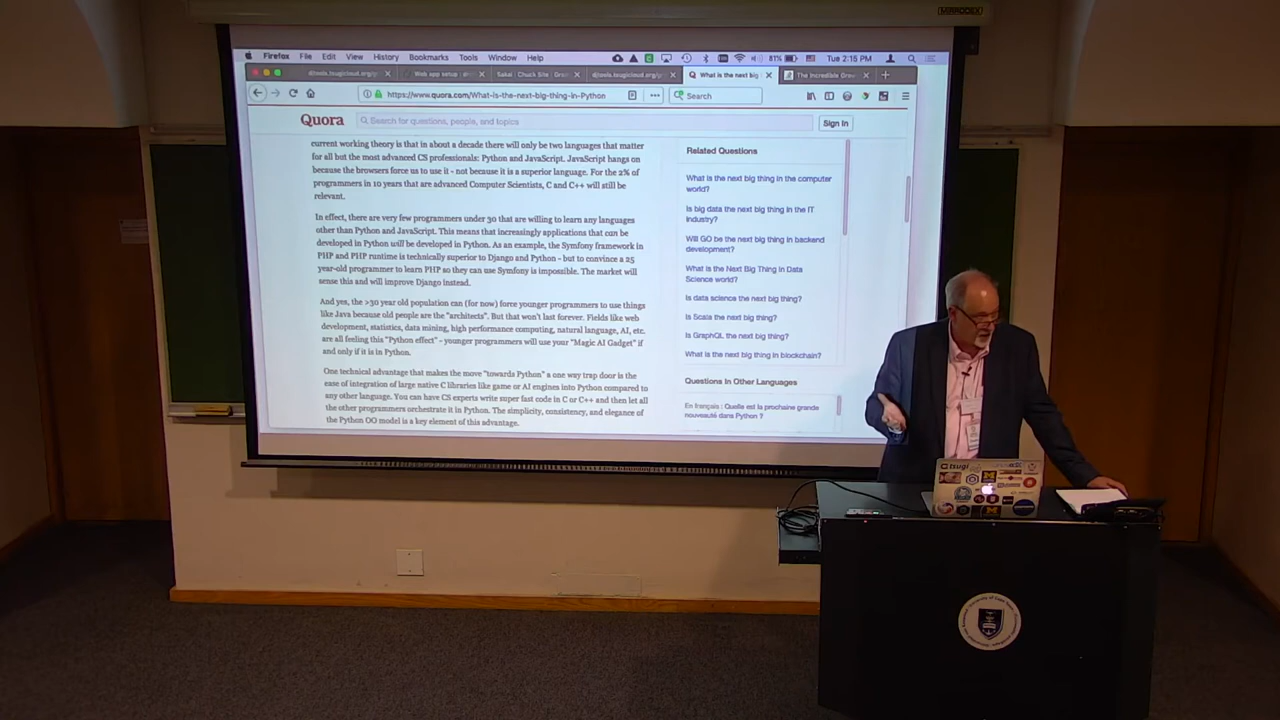 Firefox File Edit View History Bookmarks Tools Window Help 81% Tue 2:15 PM
What is the next big
The Incredible Grow
https://www.quora.com/What-is-the-next-big-thing-in-Python
Search
Quora
Search for questions, people, and topics
Sign In
current working theory is that in about a decade there will only be two languages that matter
for all but the most advanced CS professionals: Python and JavaScript. JavaScript hangs on
because the browsers force us to use it - not because it is a superior language. For the 2% of
programmers in 10 years that are advanced Computer Scientists, C and C++ will still be
relevant.
In effect, there are very few programmers under 30 that are willing to learn any languages
other than Python and JavaScript. This means that increasingly applications that can be
developed in Python will be developed in Python. As an example, the Symfony framework in
PHP and PHP runtime is technically superior to Django and Python - but to convince a 25
year-old programmer to learn PHP so they can use Symfony is impossible. The market will
sense this and will improve Django instead.
And yes, the >30 year old population can (for now) force younger programmers to use things
like Java because old people are the "architects". But that won't last forever. Fields like web
development, statistics, data mining, high performance computing, natural language, AI, etc.
are all feeling this "Python effect" - younger programmers will use your "Magic AI Gadget" if
and only if it is in Python.
One technical advantage that makes the move "towards Python" a one way trap door is the
ease of integration of large native C libraries like game or AI engines into Python compared to
any other language. You can have CS experts write super fast code in C or C++ and then let all
the other programmers orchestrate it in Python. The simplicity, consistency, and elegance of
the Python OO model is a key element of this advantage.
Related Questions
What is the next big thing in the computer
world?
Is big data the next big thing in the IT
industry?
Will GO be the next big thing in backend
development?
What is the Next Big Thing in Data
Science world?
Is data science the next big thing?
Is Scala the next big thing?
Is GraphQL the next big thing?
What is the next big thing in blockchain?
Questions In Other Languages
En français : Quelle est la prochaine grande
nouveauté dans Python ?
tsugi